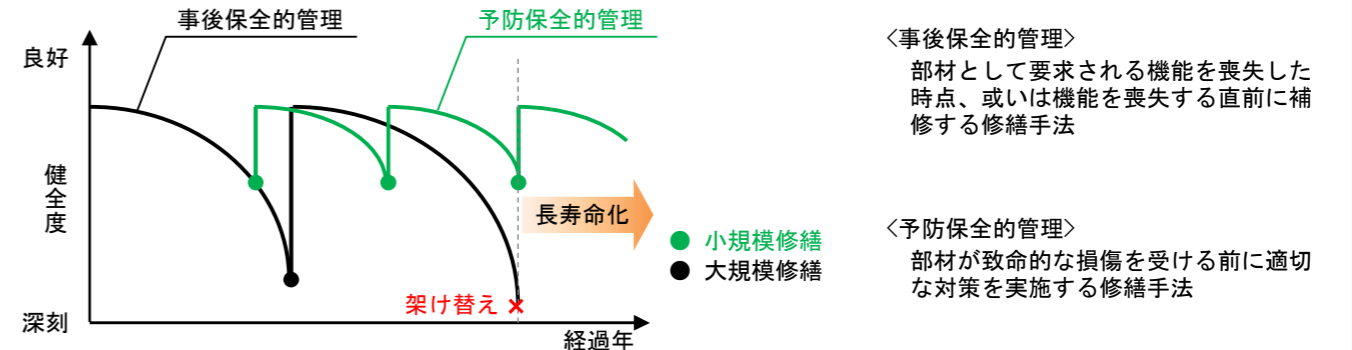 事後保全的管理
予防保全的管理
良好
健全度
深刻
経過年
長寿命化
架け替え
小規模修繕
大規模修繕
〈事後保全的管理〉
部材として要求される機能を喪失した
時点、或いは機能を喪失する直前に補
修する修繕手法
〈予防保全的管理〉
部材が致命的な損傷を受ける前に適切
な対策を実施する修繕手法